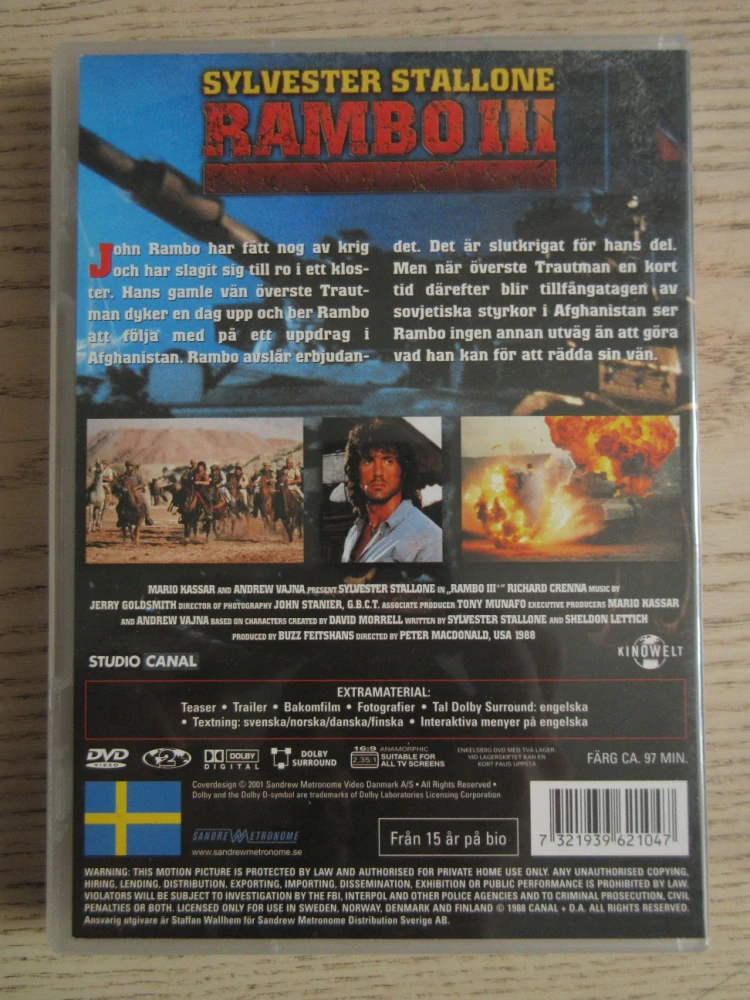 SYLVESTER STALLONE
RAMBO III
John Rambo har fått nog av krig
och har slagit sig till ro i ett klos-
ter. Hans gamle vän överste Traut-
man dyker en dag upp och ber Rambo
att följa med på ett uppdrag i
Afghanistan. Rambo avslår erbjudan-
det. Det är slutkrigat för hans del.
Men när överste Trautman en kort
tid därefter blir tillfångatagen av
sovjetiska styrkor i Afghanistan ser
Rambo ingen annan utväg än att göra
vad han kan för att rädda sin vän.
MARIO KASSAR AND ANDREW VAJNA PRESENT SYLVESTER STALLONE IN „RAMBO III“ RICHARD CRENNA MUSIC BY
JERRY GOLDSMITH DIRECTOR OF PHOTOGRAPHY JOHN STANIER, G.B.C.T. ASSOCIATE PRODUCER TONY MUNAFO EXECUTIVE PRODUCERS MARIO KASSAR
AND ANDREW VAJNA BASED ON CHARACTERS CREATED BY DAVID MORRELL WRITTEN BY SYLVESTER STALLONE AND SHELDON LETTICH
PRODUCED BY BUZZ FEITSHANS DIRECTED BY PETER MACDONALD, USA 1988
STUDIO CANAL
KINOWELT
EXTRAMATERIAL:
Teaser • Trailer • Bakomfilm • Fotografier • Tal Dolby Surround: engelska
• Textning: svenska/norska/danska/finska • Interaktiva menyer på engelska
DVD VIDEO
2
DOLBY DIGITAL
DOLBY SURROUND
16:9 2.35:1 ANAMORPHIC SUITABLE FOR ALL TV SCREENS
ENKELSIDIG DVD MED TVÅ LAGER.
VID LAGERSKIFTET KAN EN
KORT PAUS UPPSTÅ
FÄRG CA. 97 MIN.
Coverdesign © 2001 Sandrew Metronome Video Danmark A/S • All Rights Reserved •
Dolby and the Dolby D-symbol are trademarks of Dolby Laboratories Licensing Corporation
SANDREW METRONOME
www.sandrewmetronome.se
Från 15 år på bio
7 321939 621047
WARNING: THIS MOTION PICTURE IS PROTECTED BY LAW AND AUTHORISED FOR PRIVATE HOME USE ONLY. ANY UNAUTHORISED COPYING,
HIRING, LENDING, DISTRIBUTION, EXPORTING, IMPORTING, DISSEMINATION, EXHIBITION OR PUBLIC PERFORMANCE IS PROHIBITED BY LAW.
VIOLATORS WILL BE SUBJECT TO INVESTIGATION BY THE FBI, INTERPOL AND OTHER POLICE AGENCIES AND TO CRIMINAL PROSECUTION, CIVIL
PENALTIES OR BOTH. LICENSED ONLY FOR USE IN SWEDEN, NORWAY, DENMARK AND FINLAND © 1988 CANAL + D.A. ALL RIGHTS RESERVED.
Ansvarig utgivare är Staffan Wallhem för Sandrew Metronome Distribution Sverige AB.